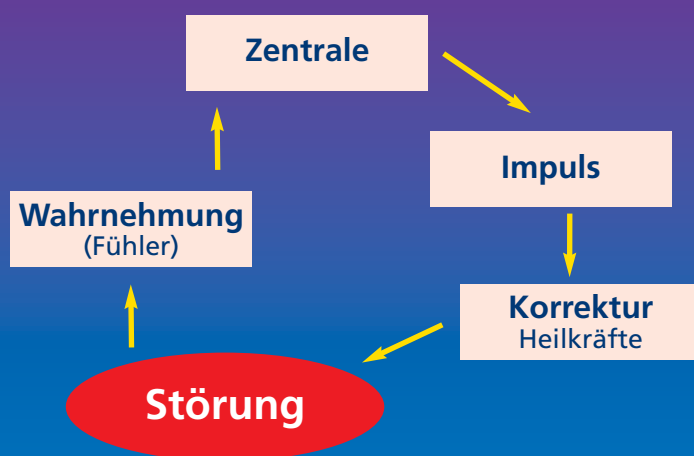 Zentrale
Impuls
Wahrnehmung
(Fühler)
Korrektur
Heilkräfte
Störung